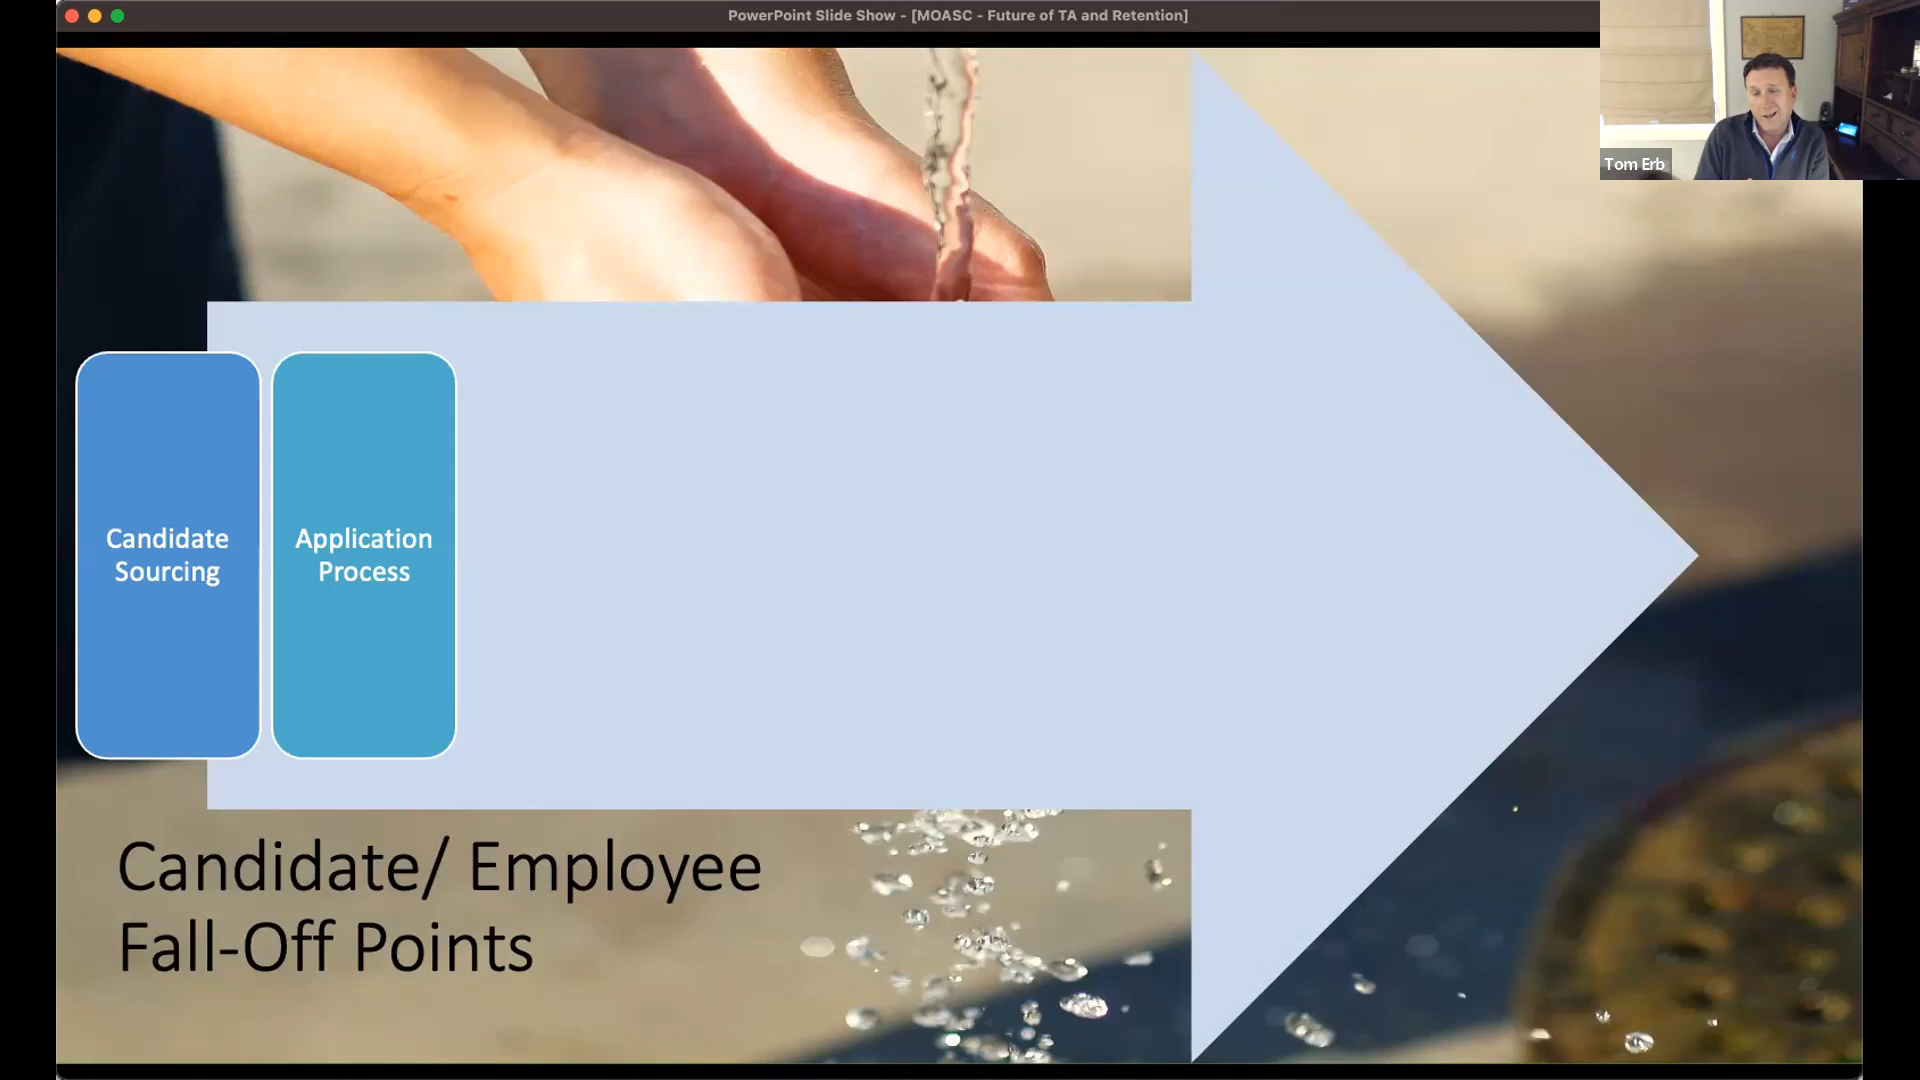 PowerPoint Slide Show - [MOASC - Future of TA and Retention]
Tom Erb
Candidate
Sourcing
Application
Process
Candidate/ Employee
Fall-Off Points